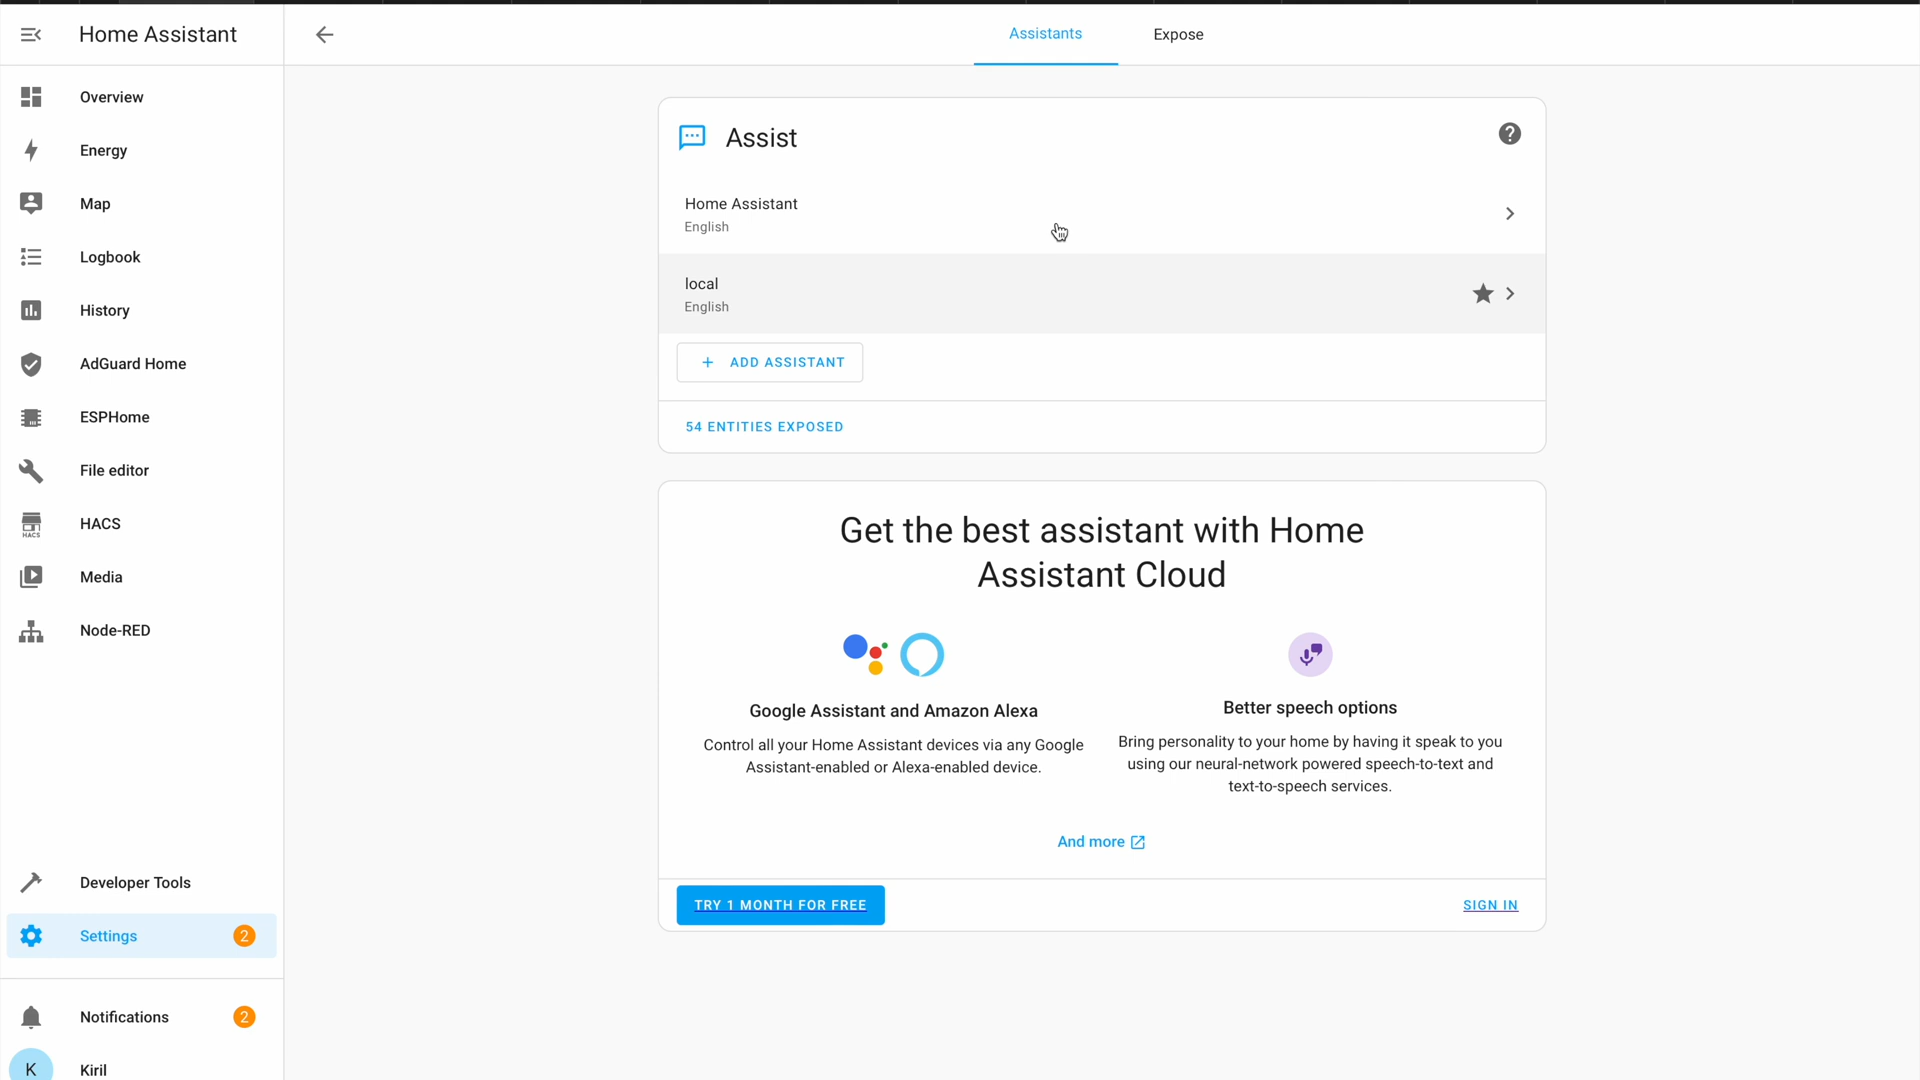 Home Assistant
Assistants
Expose
Overview
Energy
Map
Logbook
History
AdGuard Home
ESPHome
File editor
HACS
HACS
Media
Node-RED
Developer Tools
Settings 2
Notifications 2
K Kiril
Assist
Home Assistant
English
local
English
+ ADD ASSISTANT
54 ENTITIES EXPOSED
Get the best assistant with Home
Assistant Cloud
Google Assistant and Amazon Alexa
Control all your Home Assistant devices via any Google
Assistant-enabled or Alexa-enabled device.
Better speech options
Bring personality to your home by having it speak to you
using our neural-network powered speech-to-text and
text-to-speech services.
And more
TRY 1 MONTH FOR FREE
SIGN IN